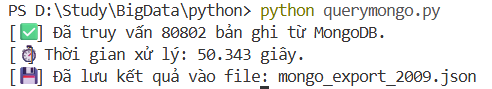 PS D:\Study\BigData\python> python querymongo.py
[✅] Đã truy vấn 80802 bản ghi từ MongoDB.
[⏱] Thời gian xử lý: 50.343 giây.
[💾] Đã lưu kết quả vào file: mongo_export_2009.json